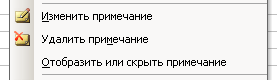 Изменить примечание
Удалить примечание
Отобразить или скрыть примечание